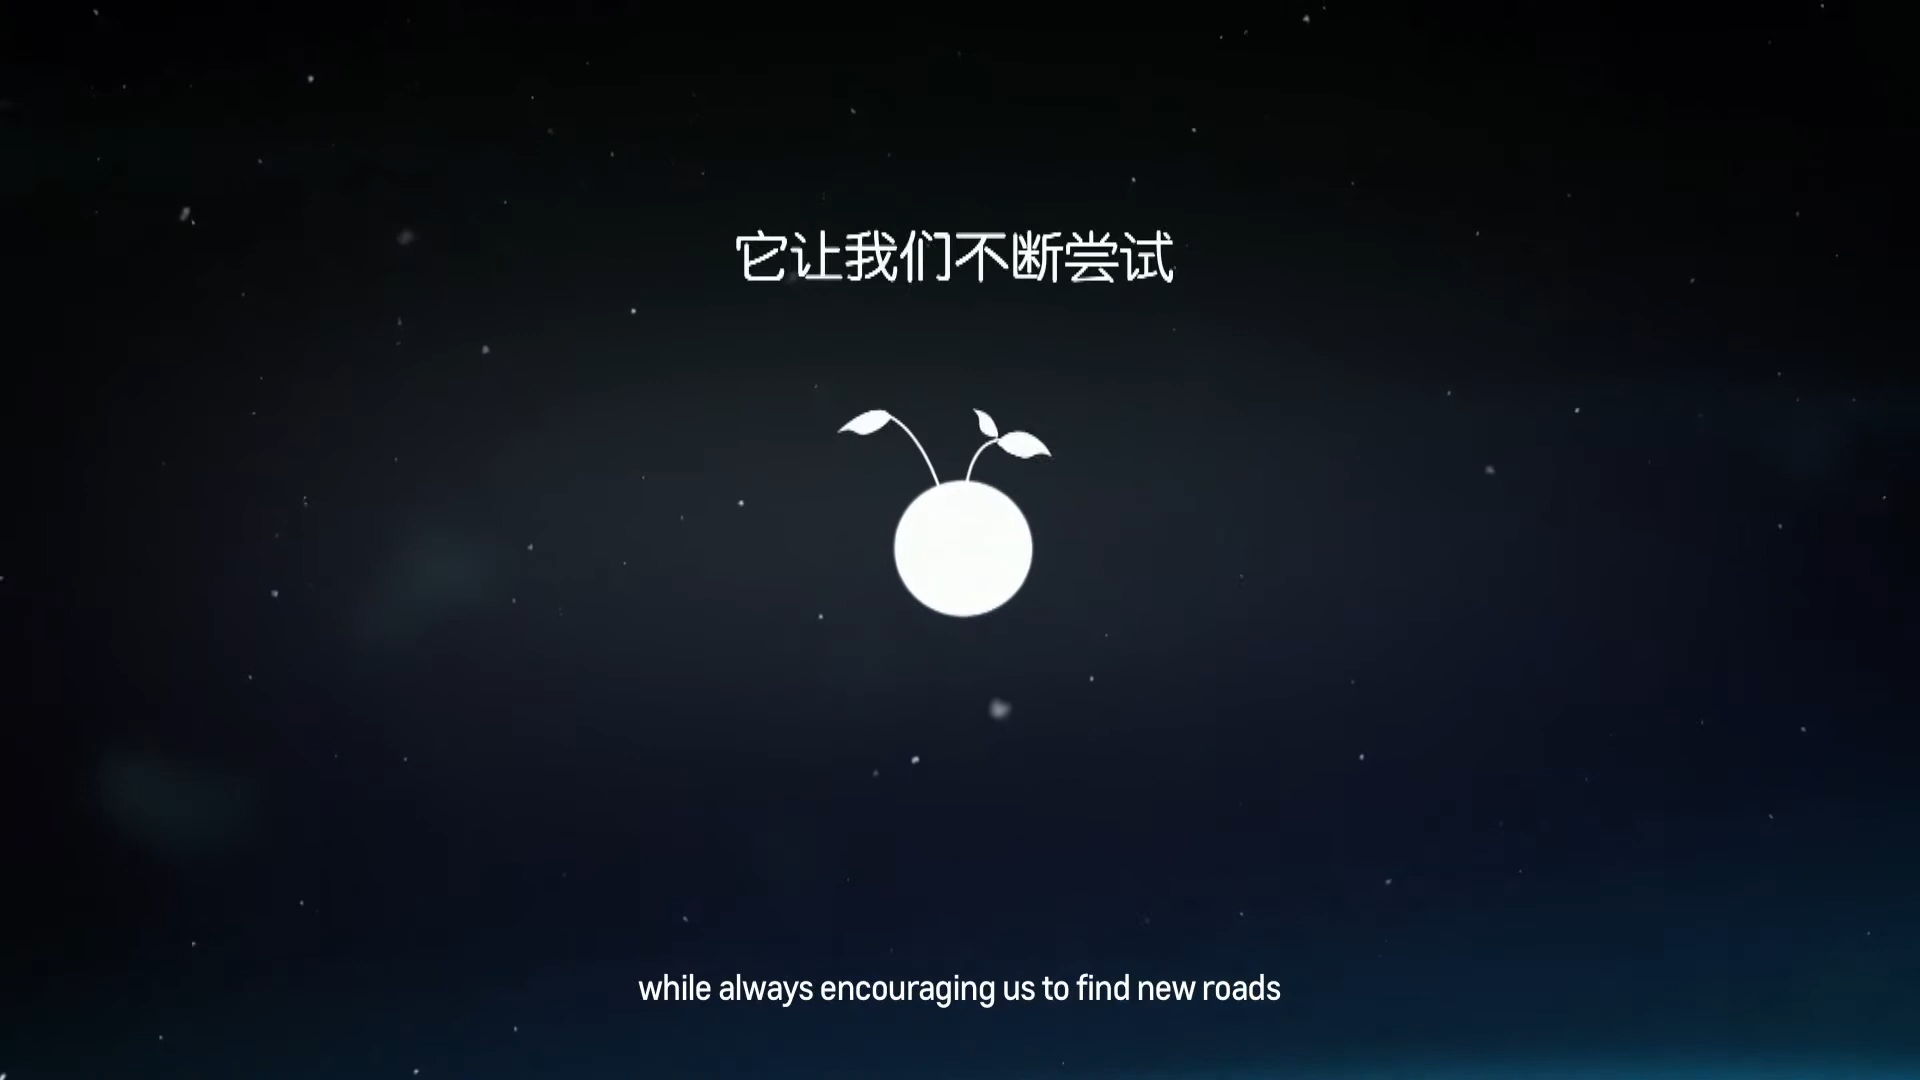 它让我们不断尝试
while always encouraging us to find new roads